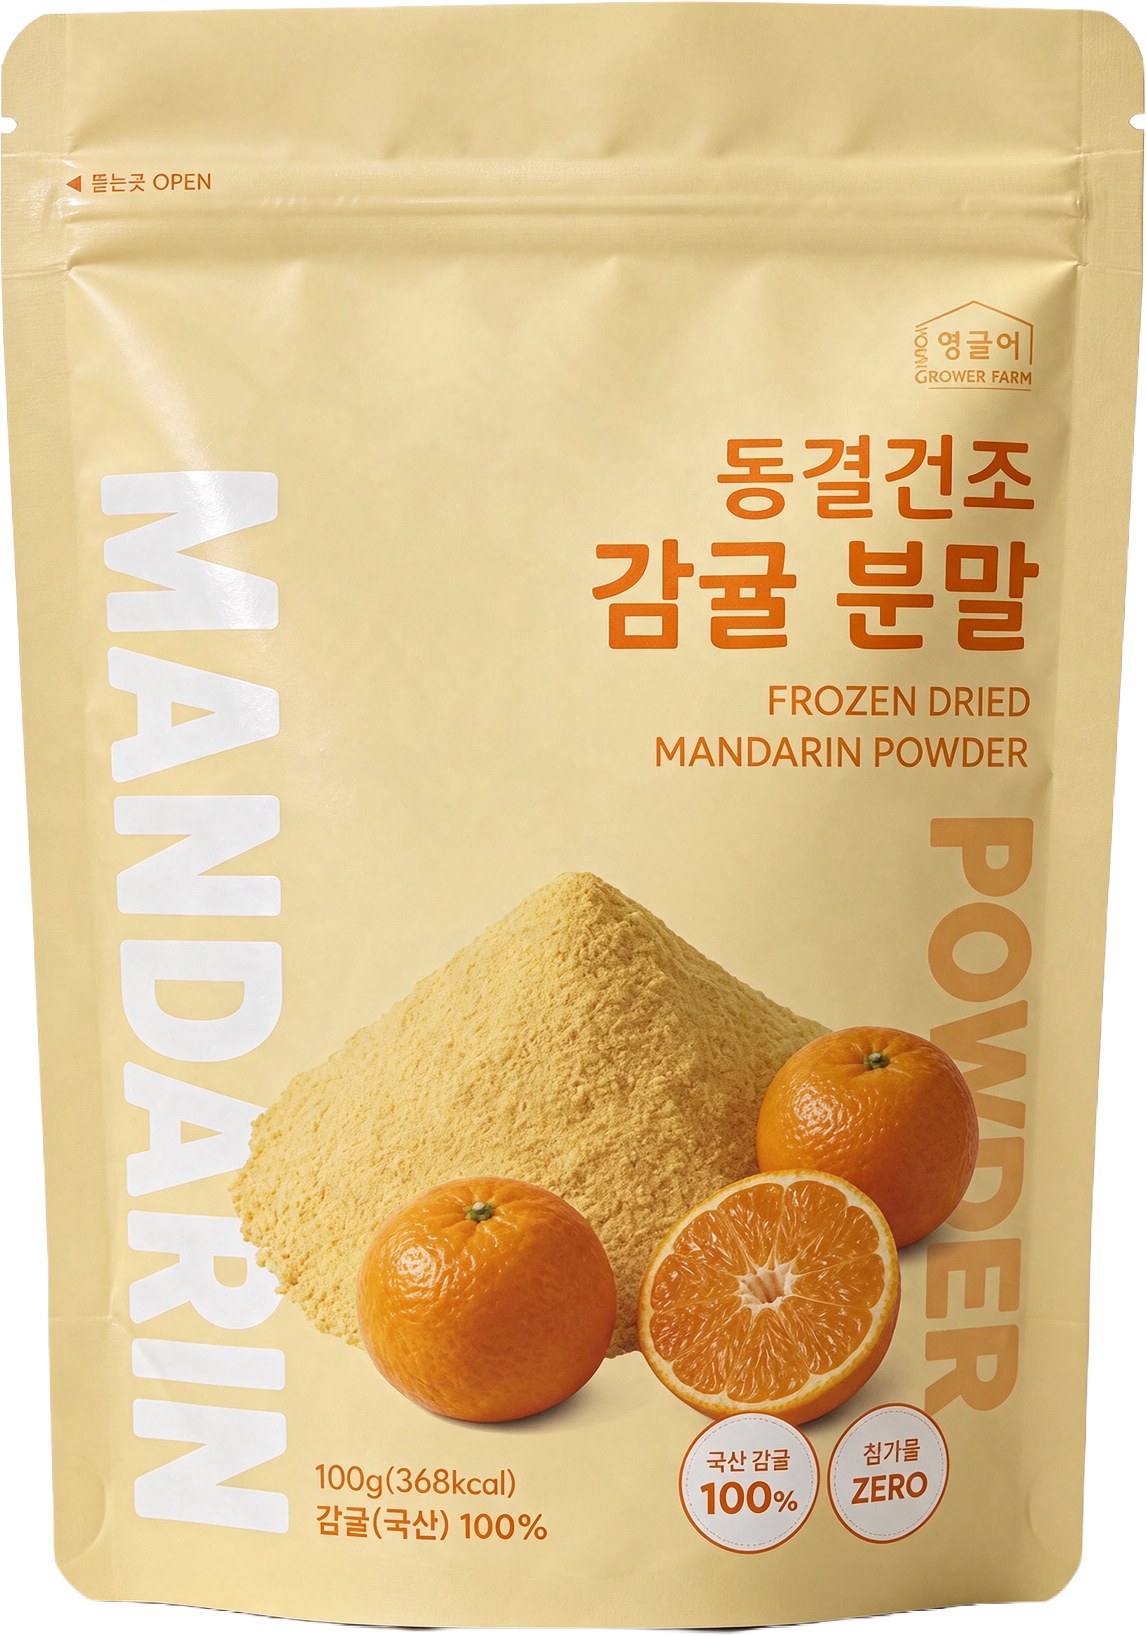 ◀ 뜯는곳 OPEN
영글어
YOUNG
GROWER FARM
동결건조
감귤 분말
FROZEN DRIED
MANDARIN POWDER
MANDARIN
POWDER
100g(368kcal)
감귤(국산) 100%
국산 감귤
100%
첨가물
ZERO